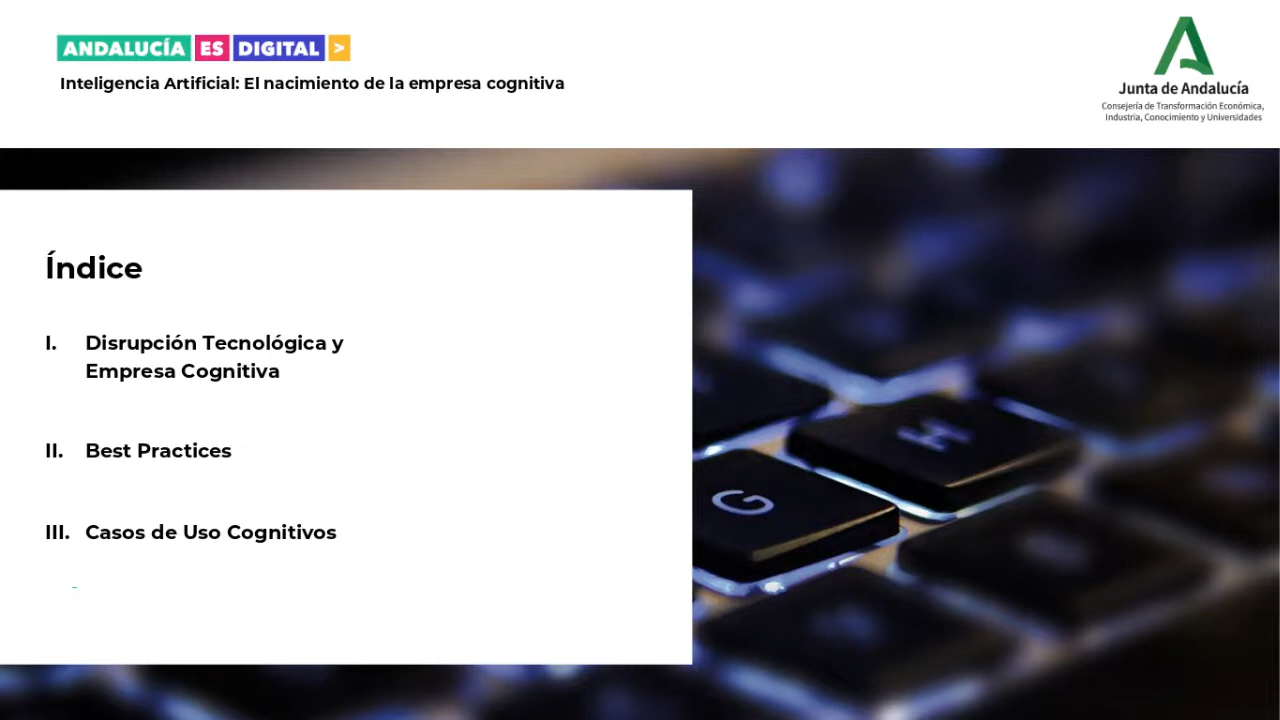 ANDALUCÍA ES DIGITAL >
Inteligencia Artificial: El nacimiento de la empresa cognitiva
Junta de Andalucía
Consejería de Transformación Económica,
Industria, Conocimiento y Universidades
Índice
I. Disrupción Tecnológica y
Empresa Cognitiva
II. Best Practices
III. Casos de Uso Cognitivos
H
G